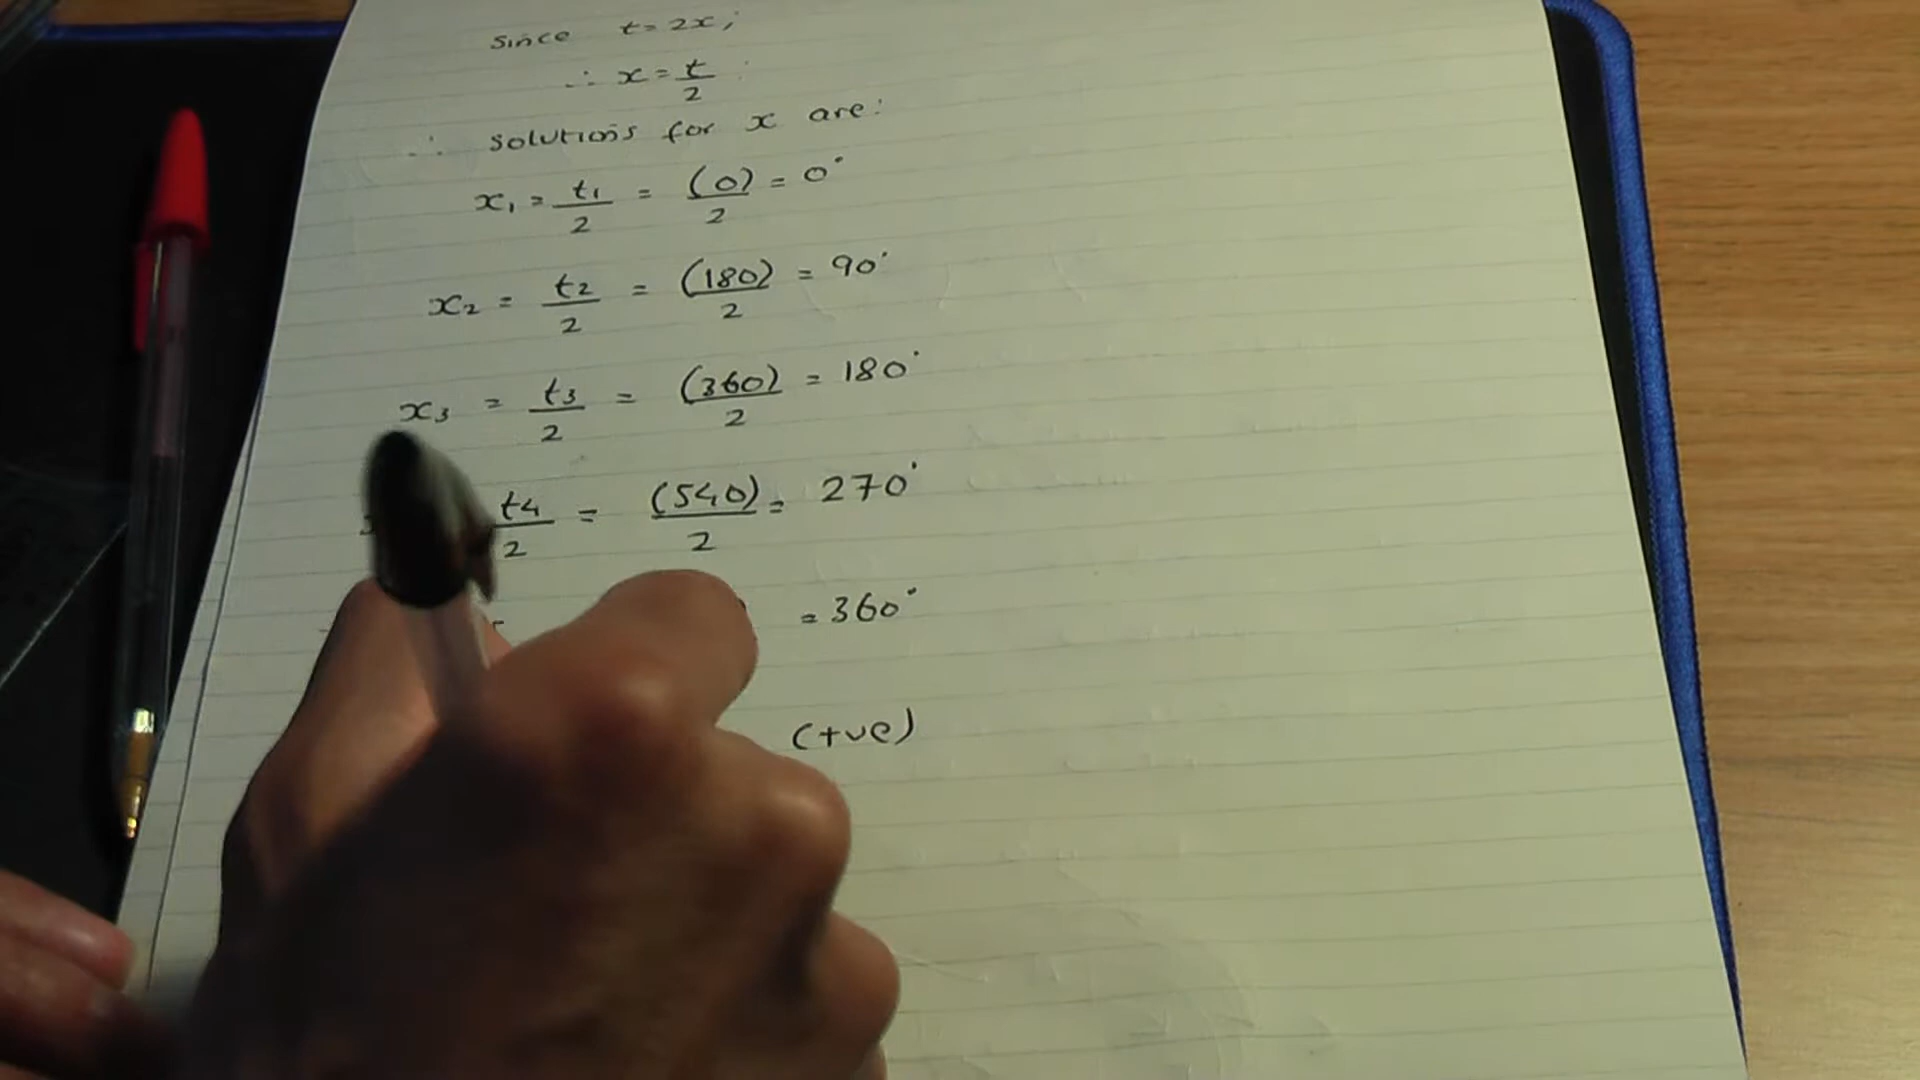 since t = 2x;
∴ x = t/2
∴ solutions for x are:
x₁ = t₁/2 = (0)/2 = 0°
x₂ = t₂/2 = (180)/2 = 90°
x₃ = t₃/2 = (360)/2 = 180°
t₄/2 = (540)/2 = 270°
= 360°
(+ve)